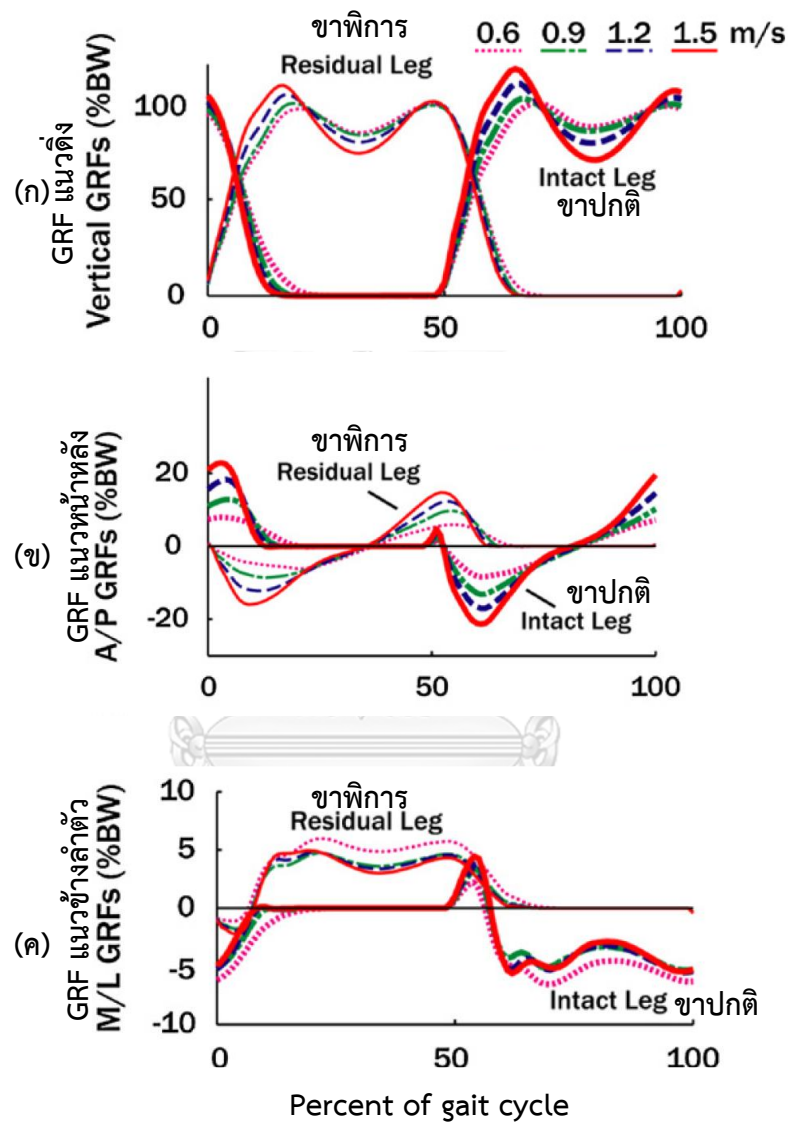 ขาพิการ
Residual Leg
0.6 0.9 1.2 1.5 m/s
(ก)
GRF แนวดิ่ง
Vertical GRFs (%BW)
100
50
0
Intact Leg
ขาปกติ
0 50 100
(ข)
GRF แนวหน้าหลัง
A/P GRFs (%BW)
20
0
-20
ขาพิการ
Residual Leg
ขาปกติ
Intact Leg
0 50 100
(ค)
GRF แนวข้างลำตัว
M/L GRFs (%BW)
10
5
0
-5
-10
ขาพิการ
Residual Leg
Intact Leg ขาปกติ
0 50 100
Percent of gait cycle